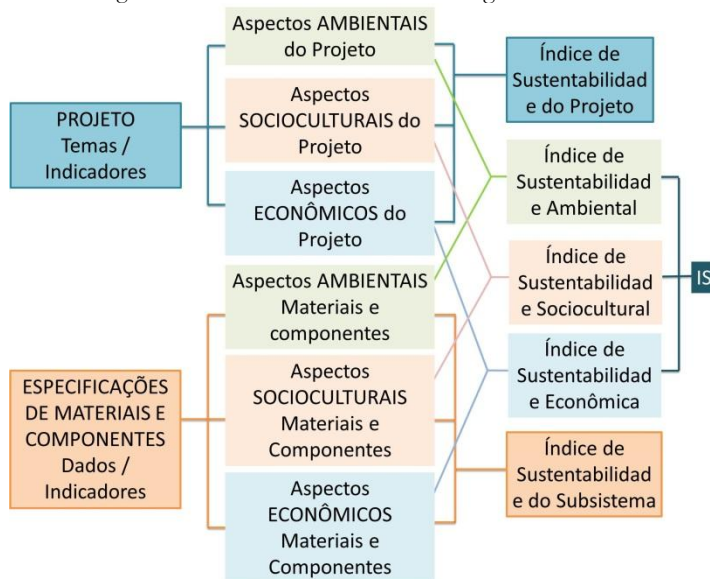 Aspectos AMBIENTAIS
do Projeto
Índice de
Sustentabilidad
e do Projeto
Aspectos
SOCIOCULTURAIS do
Projeto
PROJETO
Temas /
Indicadores
Aspectos
ECONÔMICOS do
Projeto
Índice de
Sustentabilidad
e Ambiental
Aspectos AMBIENTAIS
Materiais e
componentes
Índice de
Sustentabilidad
e Sociocultural
IS
ESPECIFICAÇÕES
DE MATERIAIS E
COMPONENTES
Dados /
Indicadores
Aspectos
SOCIOCULTURAIS
Materiais e
Componentes
Índice de
Sustentabilidad
e Econômica
Aspectos
ECONÔMICOS
Materiais e
Componentes
Índice de
Sustentabilidad
e do Subsistema